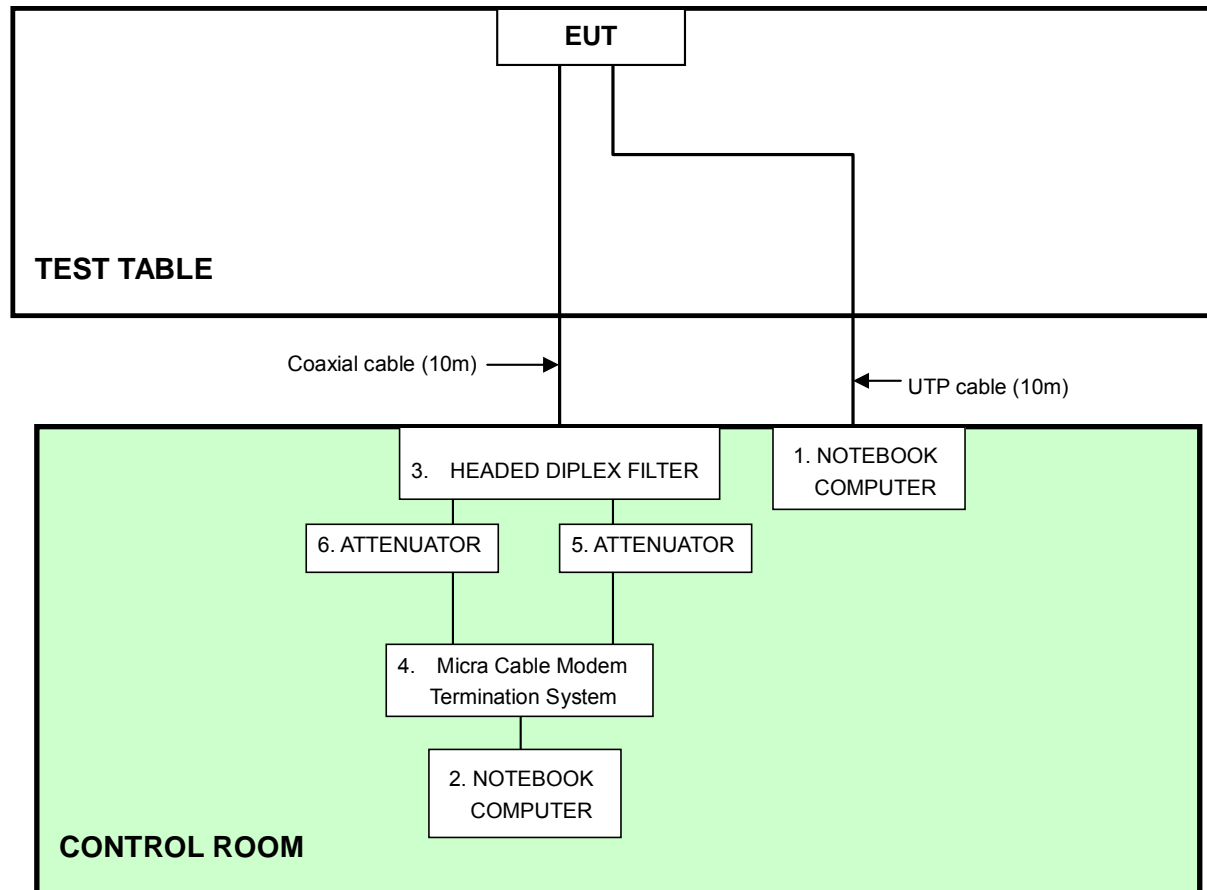 EUT
TEST TABLE
Coaxial cable (10m)
UTP cable (10m)
3. HEADED DIPLEX FILTER
1. NOTEBOOK
COMPUTER
6. ATTENUATOR
5. ATTENUATOR
4. Micra Cable Modem
Termination System
2. NOTEBOOK
COMPUTER
CONTROL ROOM